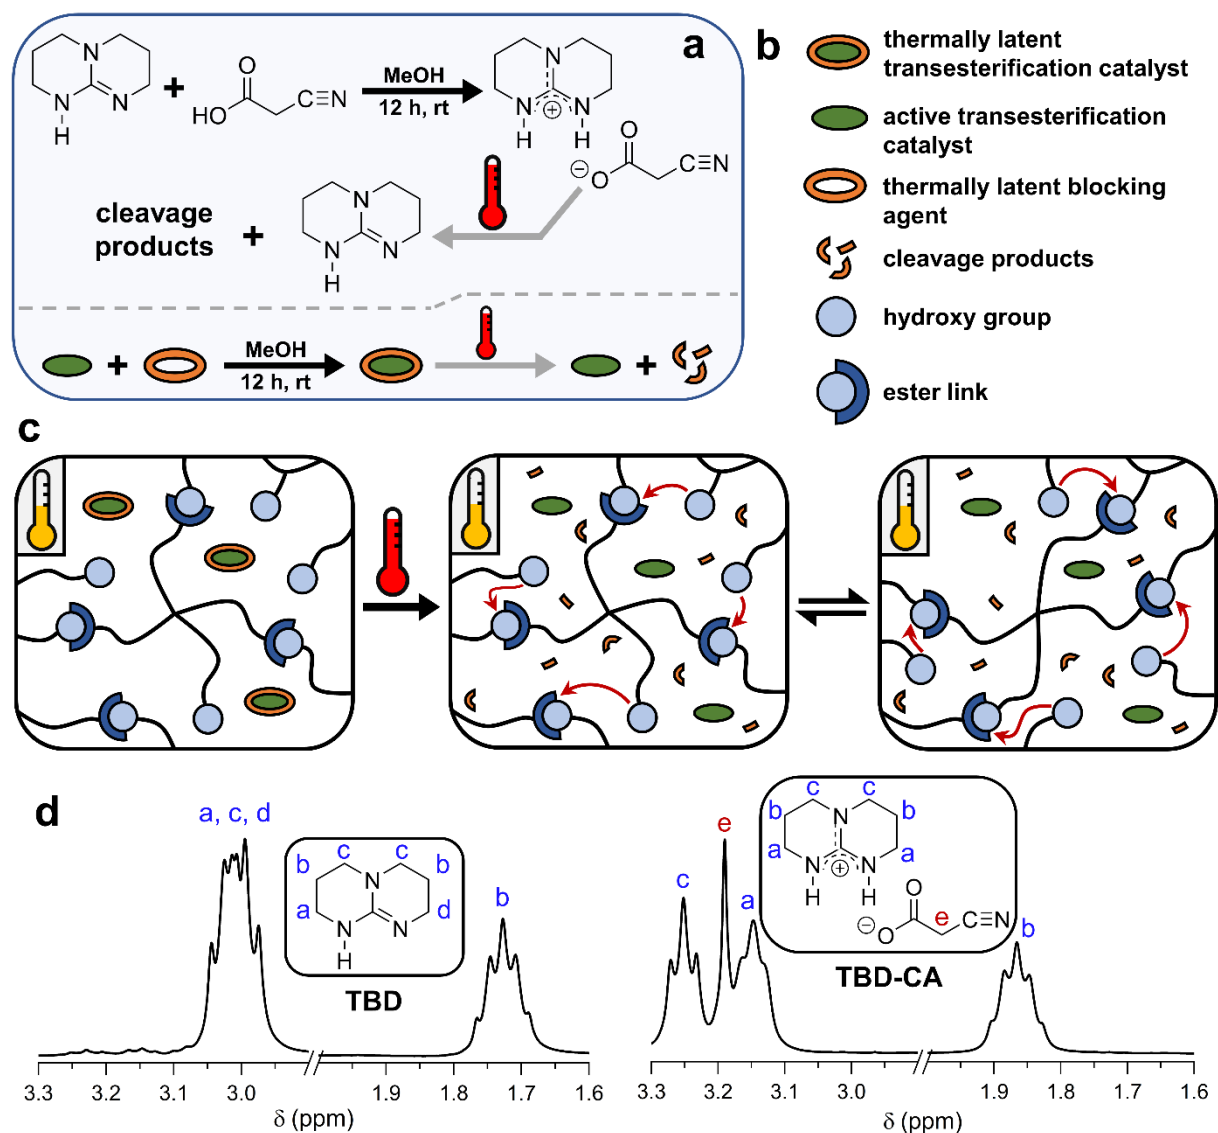 a
N
N
N
H
+
O
HO
C≡N
MeOH
12 h, rt
N
N
N
H
H
⊕
O
⊖
O
C≡N
cleavage
products
+
N
N
N
H
+
MeOH
12 h, rt
+
b
thermally latent
transesterification catalyst
active transesterification
catalyst
thermally latent blocking
agent
cleavage products
hydroxy group
ester link
c
d
a, c, d
b
c
c
b
a
N
d
N
N
H
TBD
b
3.3
3.2
3.1
3.0
1.9
1.8
1.7
1.6
δ (ppm)
c
e
a
c
c
b
N
b
a
N
N
a
⊕
H
H
O
⊖
O
e
C≡N
TBD-CA
b
3.3
3.2
3.1
1.9
1.8
1.7
1.6
δ (ppm)